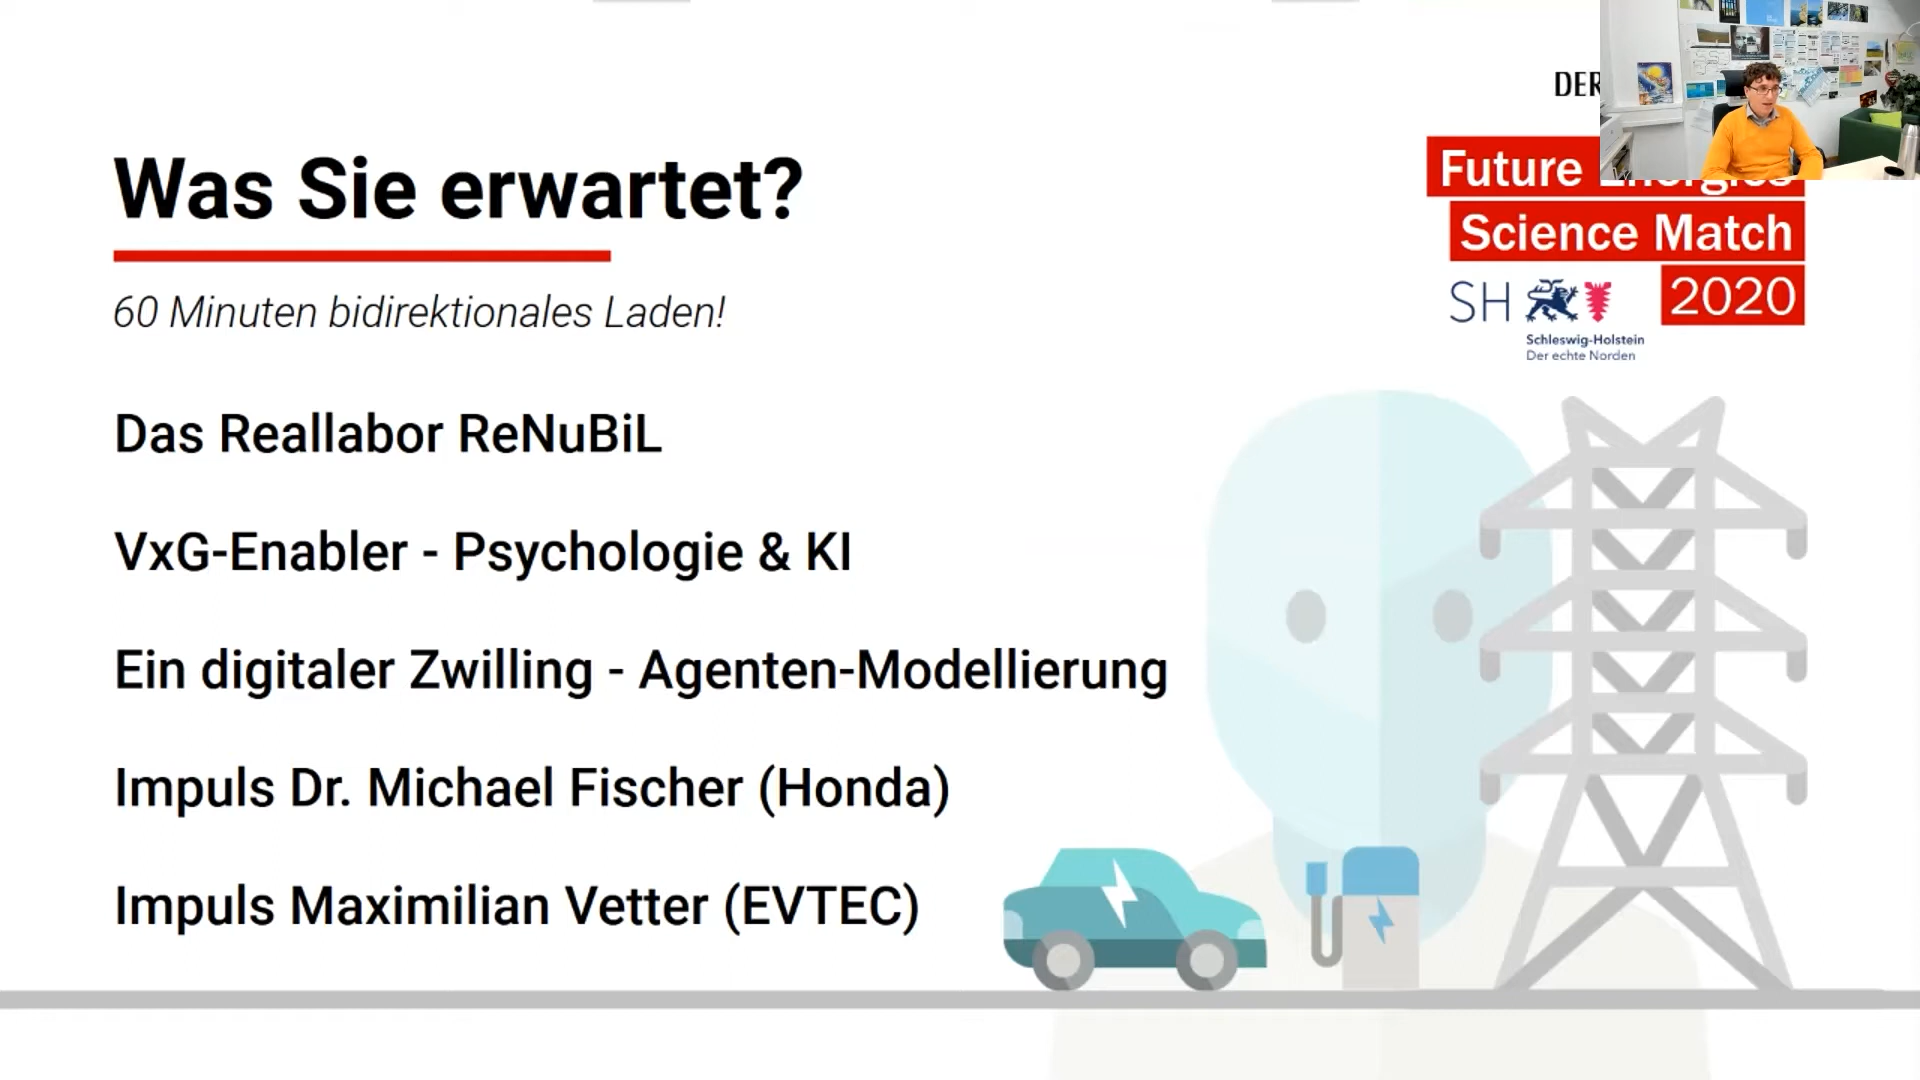 DER
Was Sie erwartet?
60 Minuten bidirektionales Laden!
Das Reallabor ReNuBiL
VxG-Enabler - Psychologie & KI
Ein digitaler Zwilling - Agenten-Modellierung
Impuls Dr. Michael Fischer (Honda)
Impuls Maximilian Vetter (EVTEC)
Future Energies
Science Match
2020
SH
Schleswig-Holstein
Der echte Norden